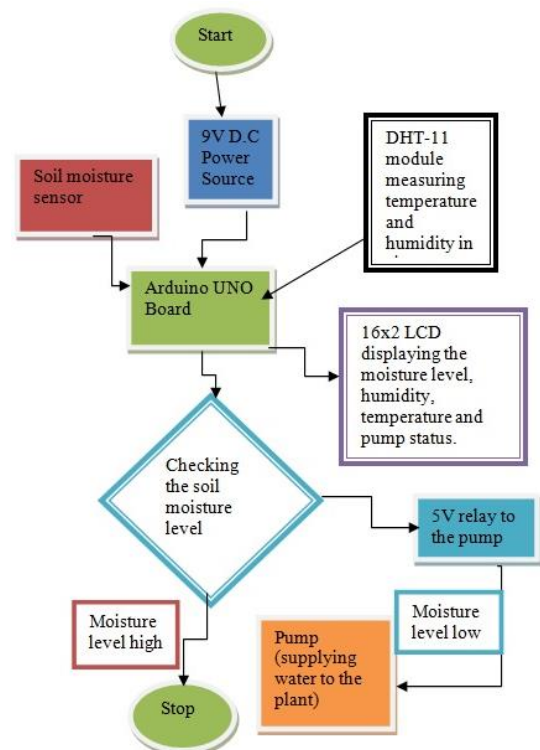 Start
9V D.C
Power
Source
DHT-11
module
measuring
temperature
and
humidity in
Soil moisture
sensor
Arduino UNO
Board
16x2 LCD
displaying the
moisture level,
humidity,
temperature and
pump status.
Checking
the soil
moisture
level
5V relay to
the pump
Moisture
level high
Moisture
level low
Pump
(supplying
water to the
plant)
Stop